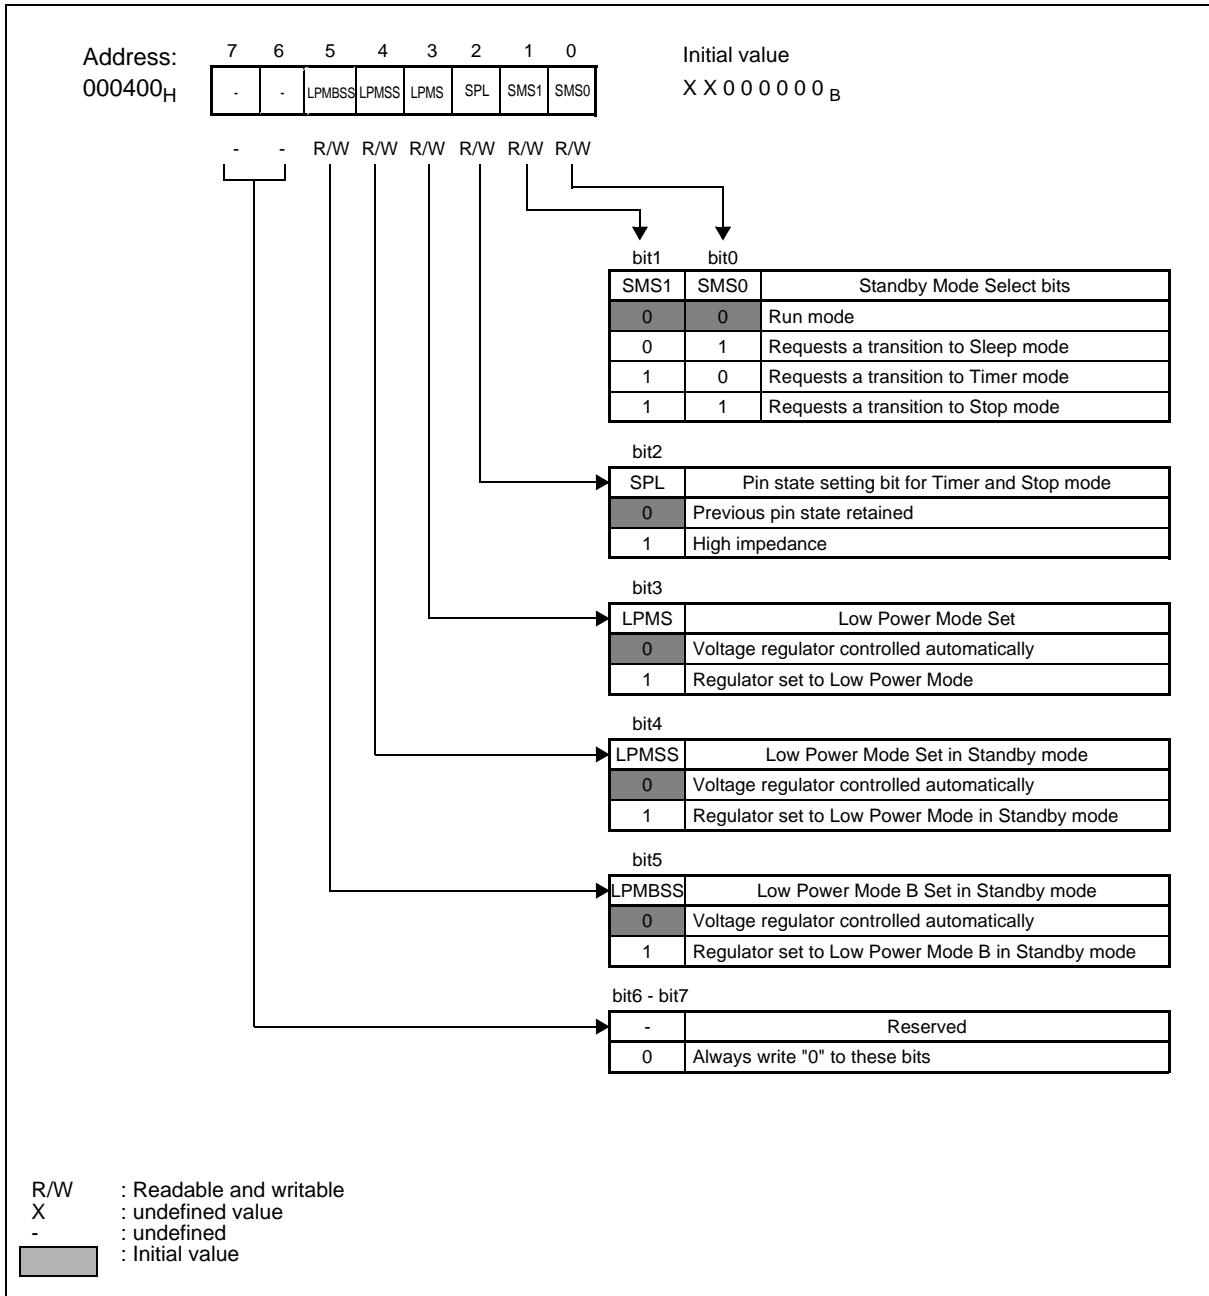 Address: 7 6 5 4 3 2 1 0 Initial value
000400H - - LPMBSS LPMSS LPMS SPL SMS1 SMS0 X X 0 0 0 0 0 0 B
- - R/W R/W R/W R/W R/W R/W
bit1 bit0
SMS1 SMS0 Standby Mode Select bits
0 0 Run mode
0 1 Requests a transition to Sleep mode
1 0 Requests a transition to Timer mode
1 1 Requests a transition to Stop mode
bit2
SPL Pin state setting bit for Timer and Stop mode
0 Previous pin state retained
1 High impedance
bit3
LPMS Low Power Mode Set
0 Voltage regulator controlled automatically
1 Regulator set to Low Power Mode
bit4
LPMSS Low Power Mode Set in Standby mode
0 Voltage regulator controlled automatically
1 Regulator set to Low Power Mode in Standby mode
bit5
LPMBSS Low Power Mode B Set in Standby mode
0 Voltage regulator controlled automatically
1 Regulator set to Low Power Mode B in Standby mode
bit6 - bit7
- Reserved
0 Always write "0" to these bits
R/W : Readable and writable
X : undefined value
- : undefined
: Initial value